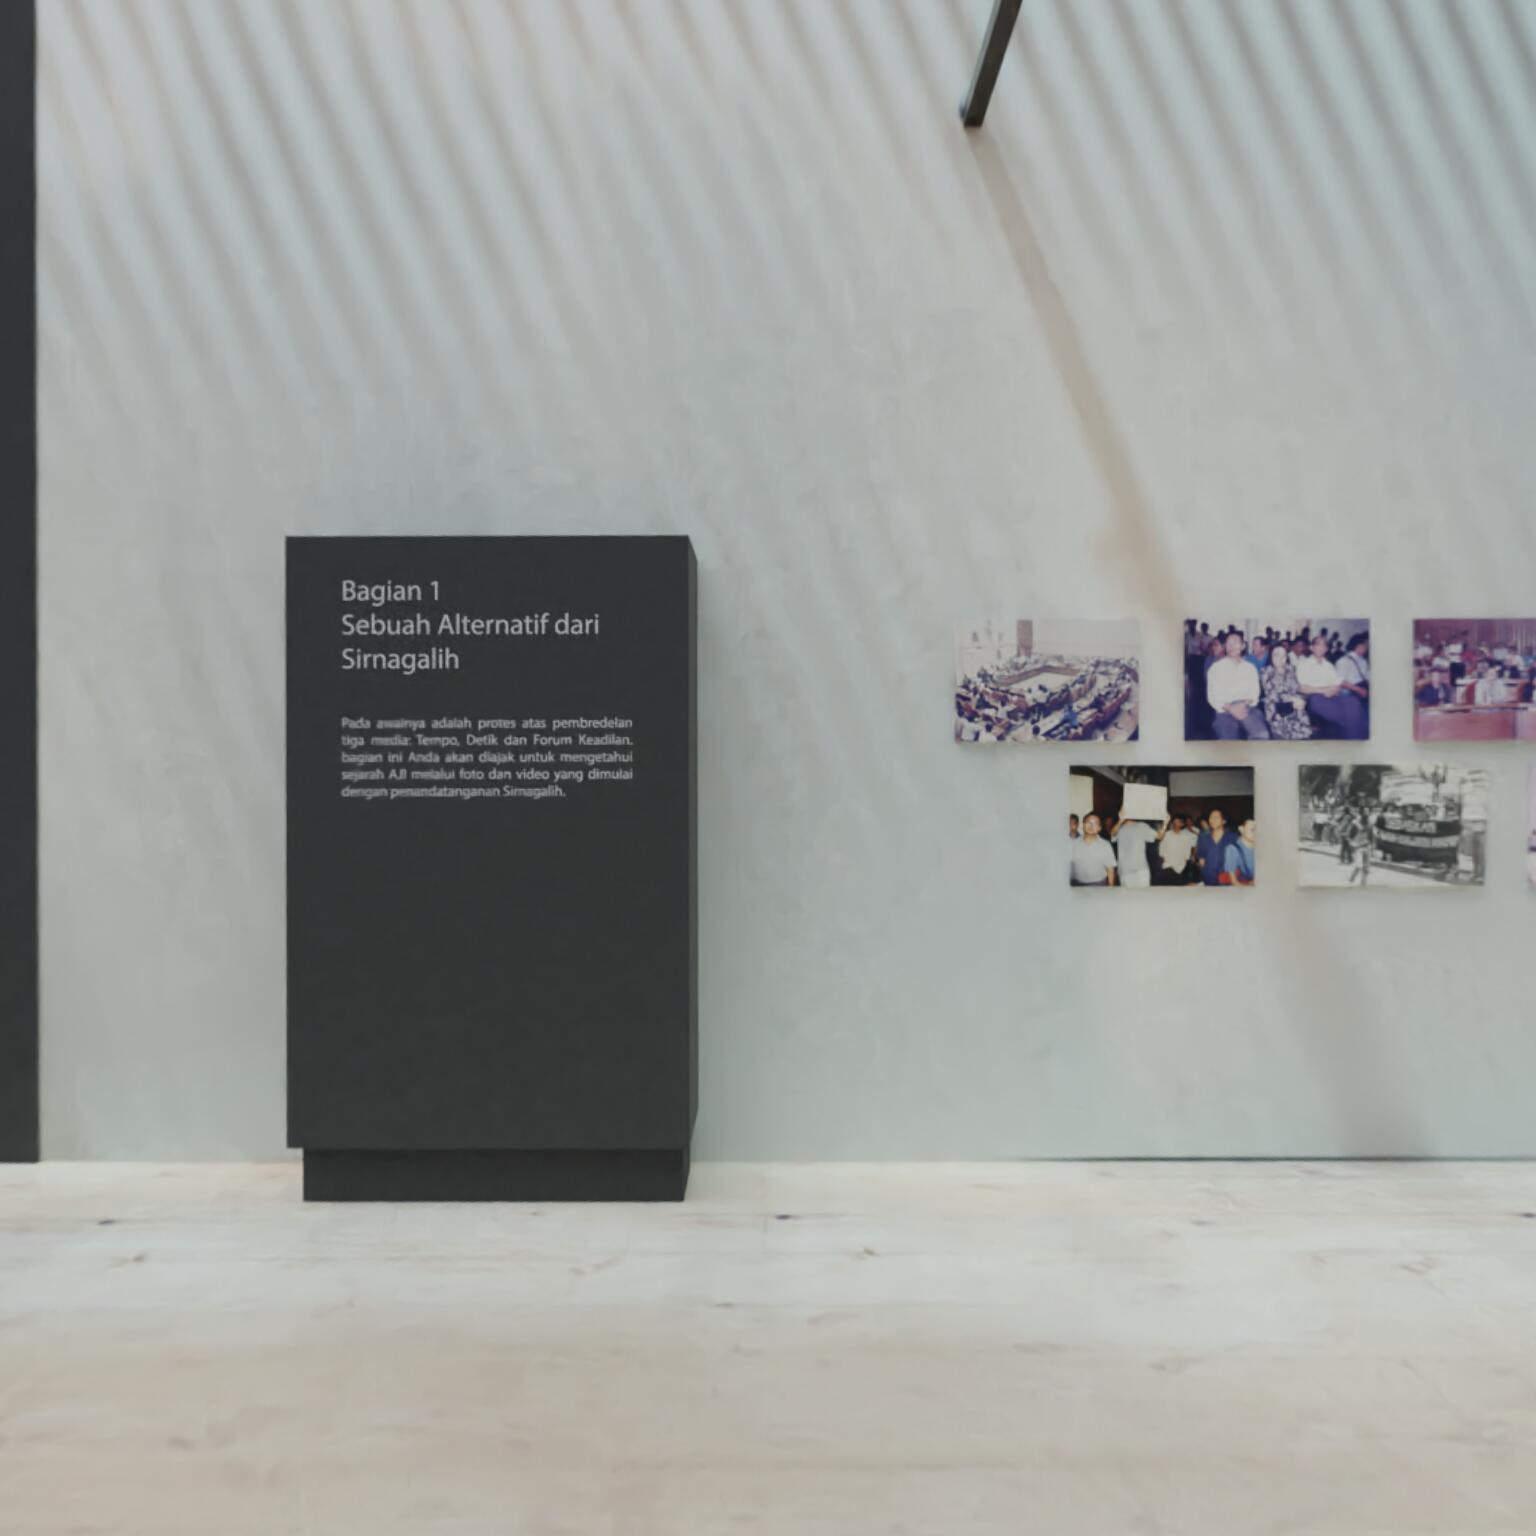 Bagian 1
Sebuah Alternatif dari
Sirnagalih
Pada awalnya adalah protes atas pembredelan
tiga media: Tempo, Detik dan Forum Keadilan.
bagian ini Anda akan diajak untuk mengetahui
sejarah AJI melalui foto dan video yang dimulai
dengan penandatanganan Sirnagalih.